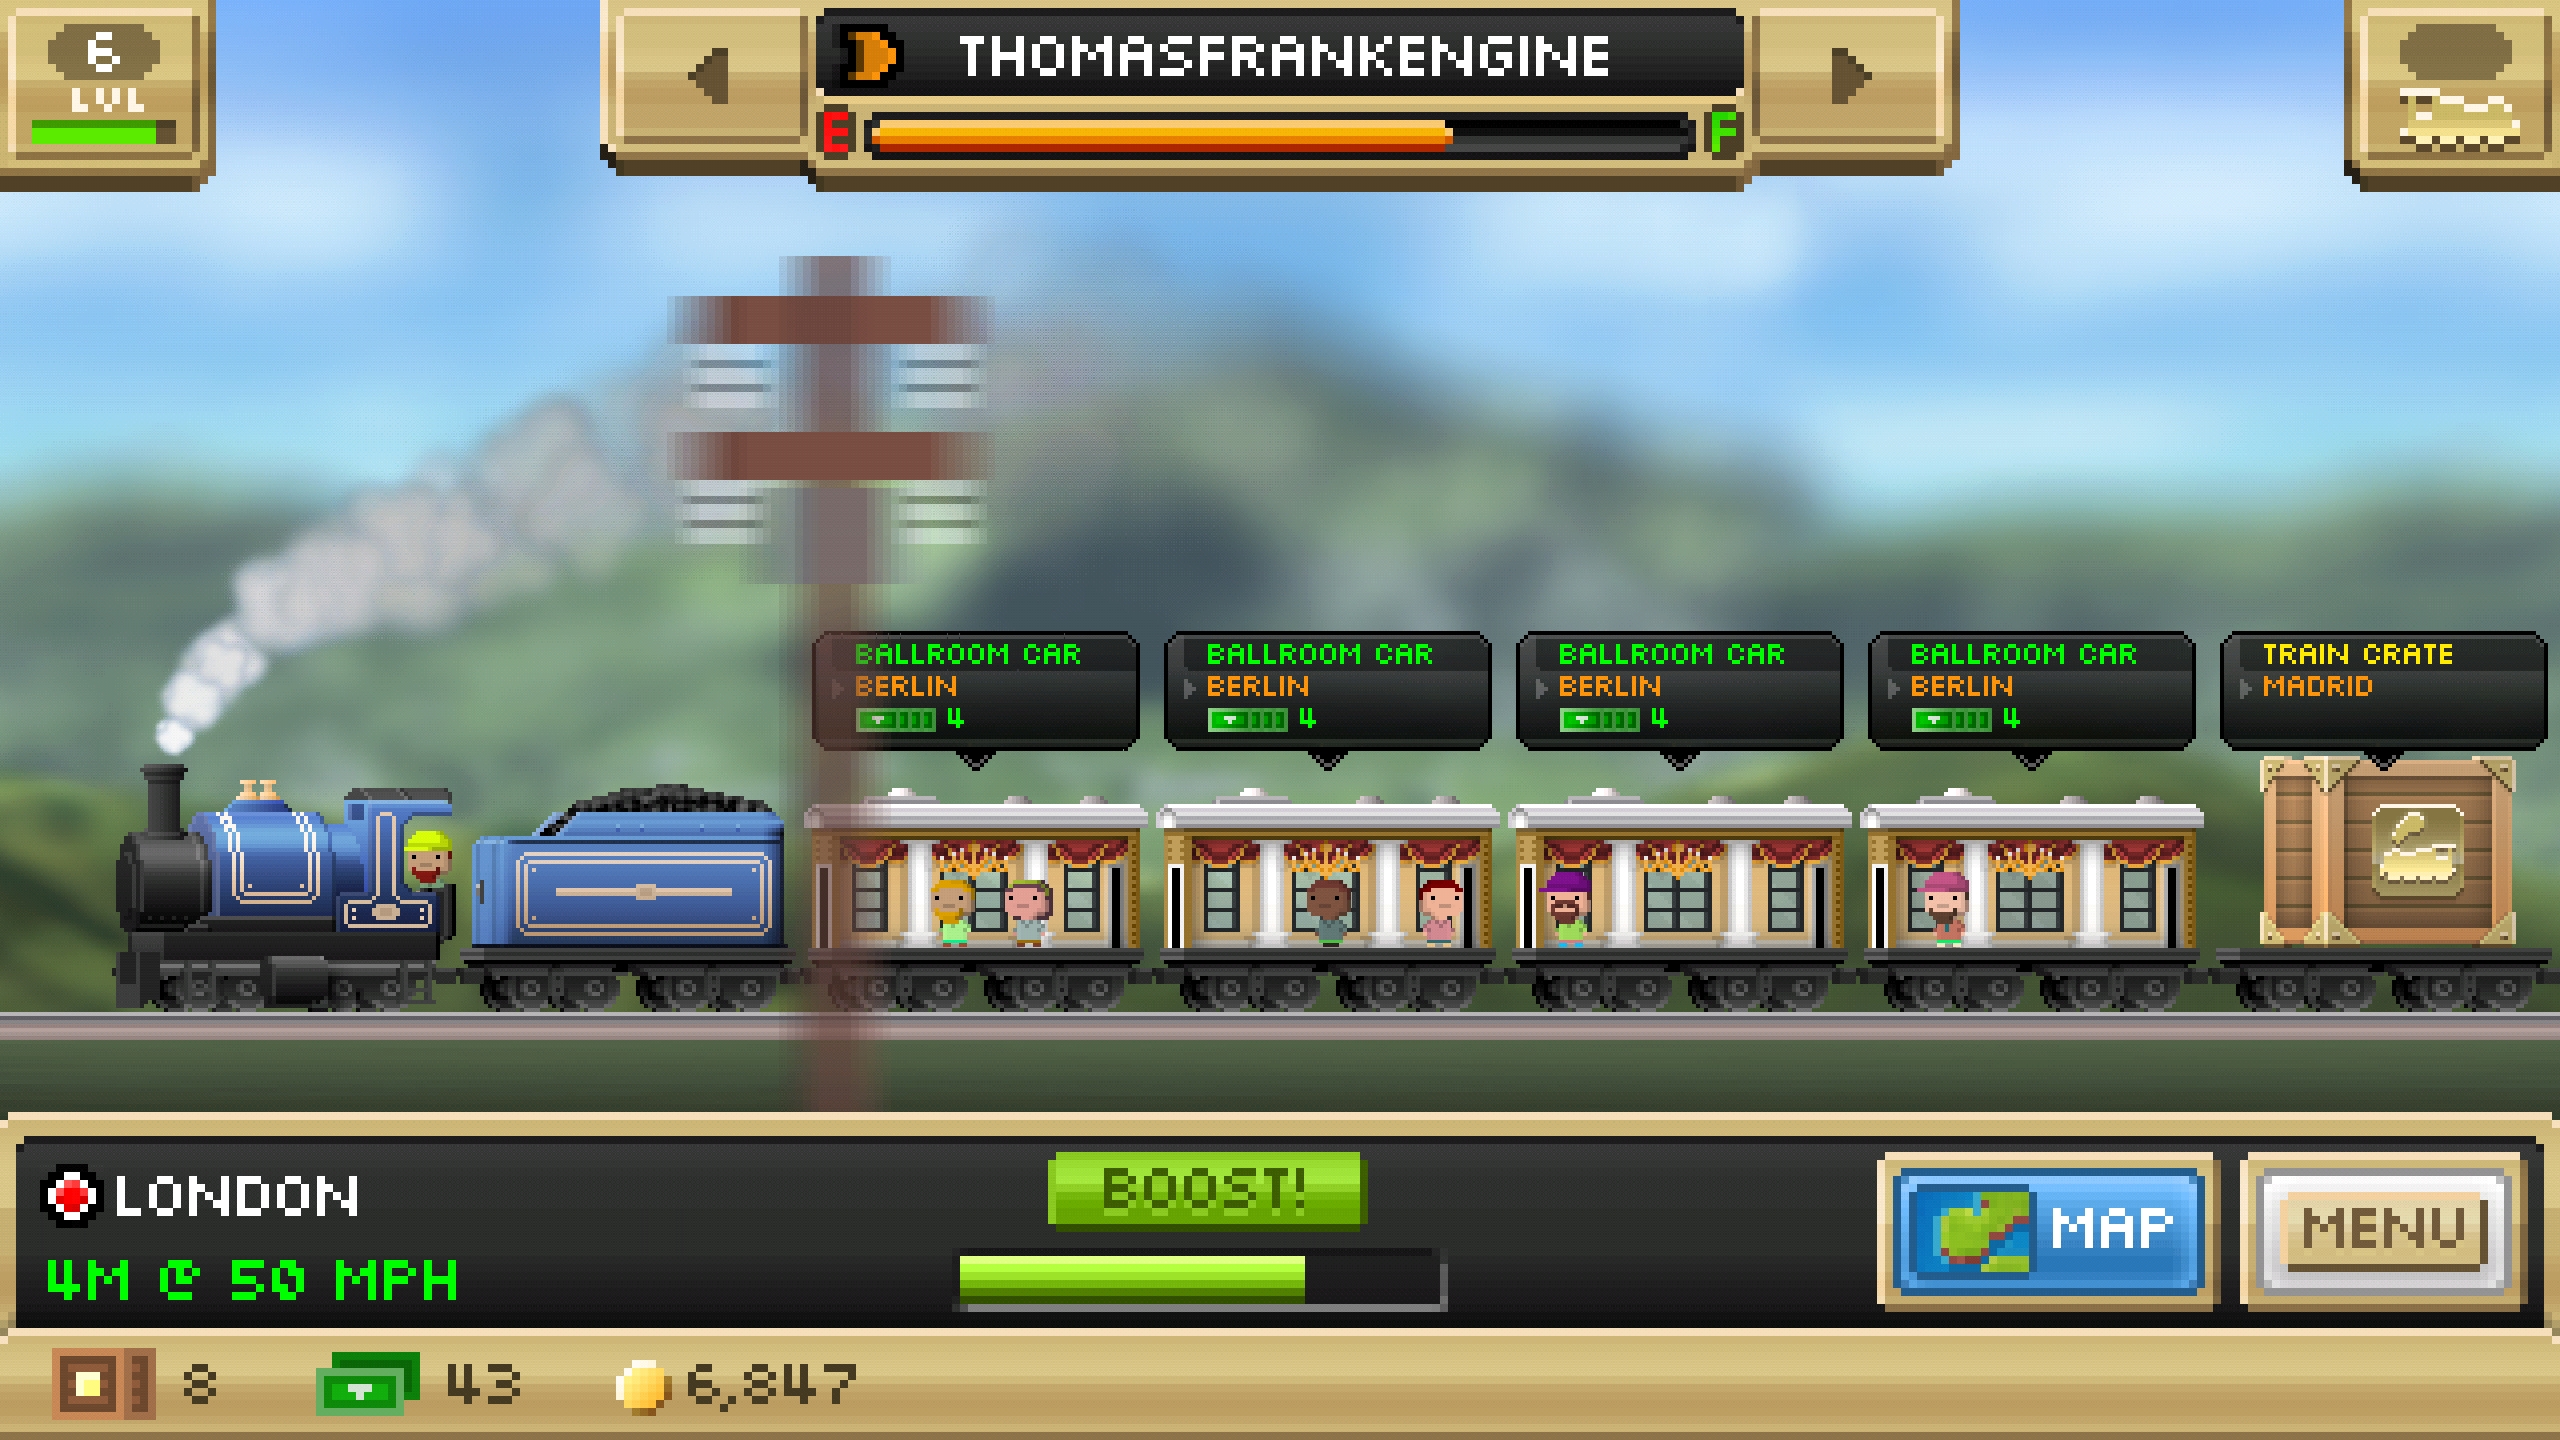 6
LVL
THOMASFRANKENGINE
E F
BALLROOM CAR
BERLIN
4
BALLROOM CAR
BERLIN
4
BALLROOM CAR
BERLIN
4
BALLROOM CAR
BERLIN
4
TRAIN CRATE
MADRID
LONDON
4M @ 50 MPH
BOOST!
MAP
MENU
8
43
6,847